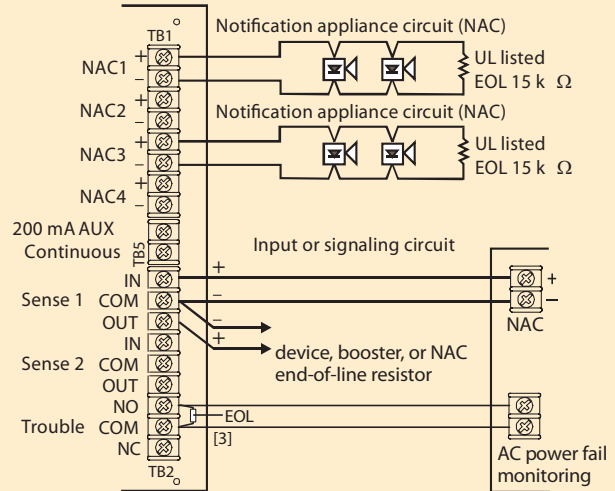 TB1
Notification appliance circuit (NAC)
NAC1
+
−
UL listed
EOL 15 k Ω
NAC2
+
−
Notification appliance circuit (NAC)
NAC3
+
−
UL listed
EOL 15 k Ω
NAC4
+
−
200 mA AUX
Continuous
TB5
Input or signaling circuit
Sense 1
IN
COM
OUT
+
−
−
+
+
−
NAC
device, booster, or NAC
end-of-line resistor
Sense 2
IN
COM
OUT
Trouble
NO
COM
NC
EOL
[3]
AC power fail
monitoring
TB2